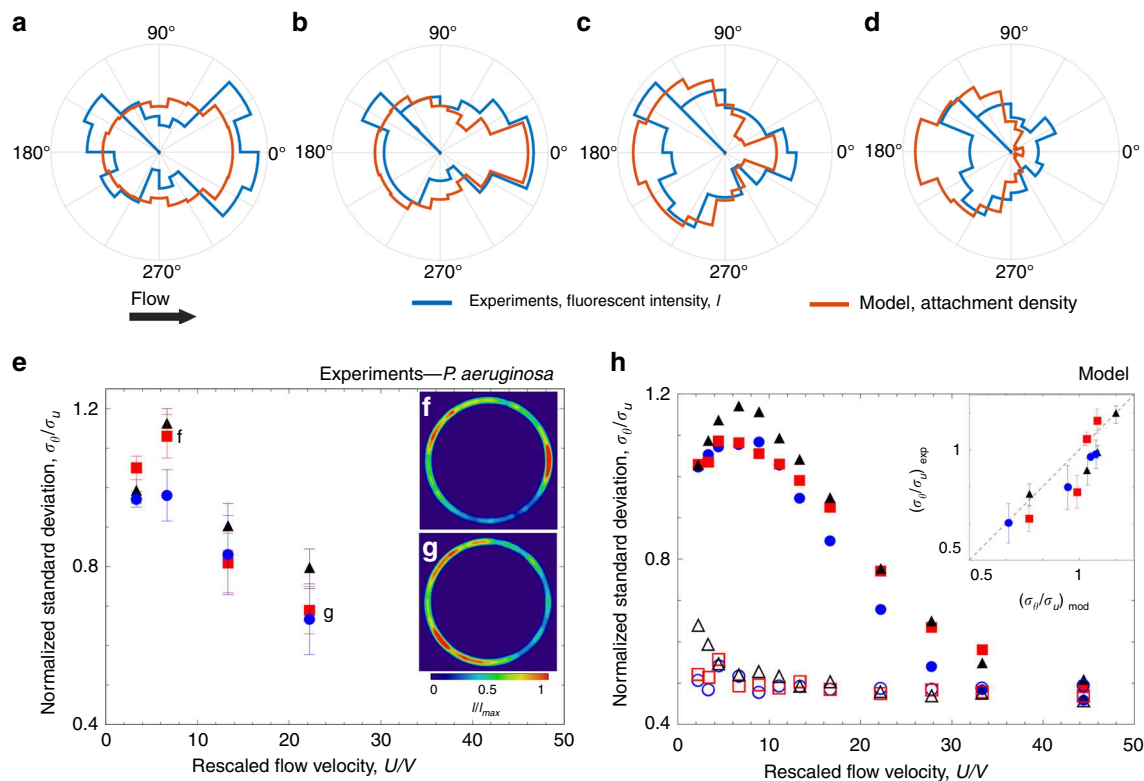 a
b
c
d
90°
90°
90°
90°
180°
0°
180°
0°
180°
0°
180°
0°
270°
270°
270°
270°
Flow
Experiments, fluorescent intensity, I
Model, attachment density
e
Experiments—P. aeruginosa
1.2
1.0
0.8
0.4
Normalized standard deviation, σθ/σu
f
g
f
g
0
0.5
1
I/Imax
0
10
20
30
40
50
Rescaled flow velocity, U/V
h
Model
1.2
1.0
0.8
0.4
Normalized standard deviation, σθ/σu
(σθ/σu) exp
1
0.5
0.5
1
(σθ/σu) mod
0
10
20
30
40
50
Rescaled flow velocity, U/V